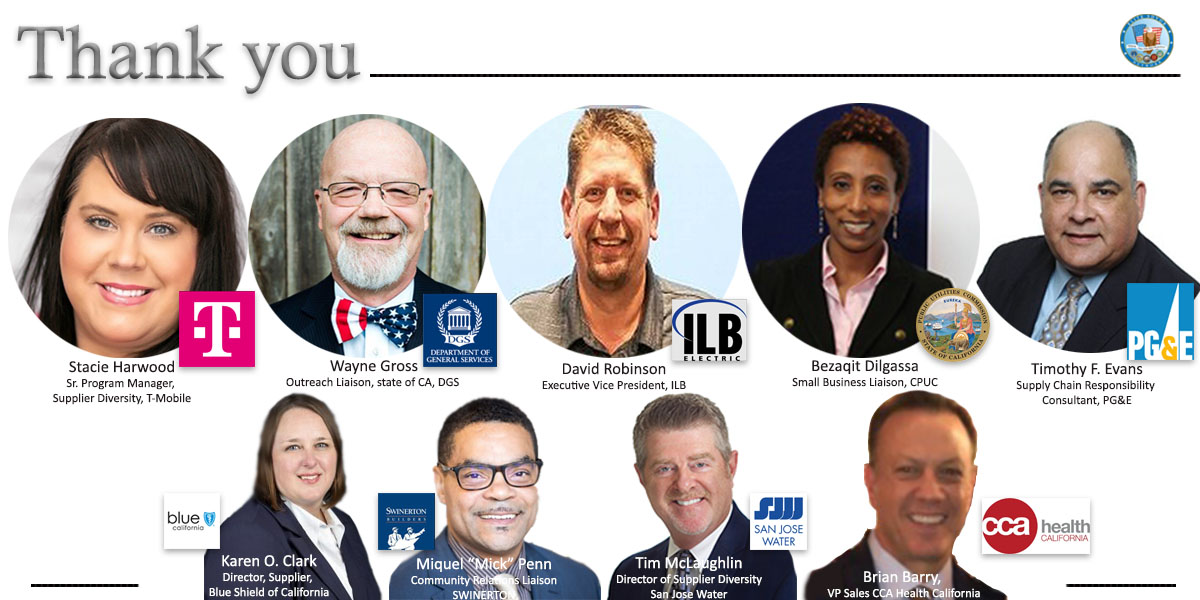 Thank you
Stacie Harwood
Sr. Program Manager,
Supplier Diversity, T-Mobile
T
Wayne Gross
Outreach Liaison, state of CA, DGS
DGS
DEPARTMENT OF
GENERAL SERVICES
David Robinson
Executive Vice President, ILB
ILB
ELECTRIC
Bezaqit Dilgassa
Small Business Liaison, CPUC
PUBLIC UTILITIES COMMISSION
EUREKA
STATE OF CALIFORNIA
Timothy F. Evans
Supply Chain Responsibility
Consultant, PG&E
PG&E
blue
california
Karen O. Clark
Director, Supplier,
Blue Shield of California
SWINERTON
BUILDERS
Miquel “Mick” Penn
Community Relations Liaison
SWINERTON
Tim McLaughlin
Director of Supplier Diversity
San Jose Water
SJW
SAN JOSE
WATER
Brian Barry,
VP Sales CCA Health California
cca health
CALIFORNIA